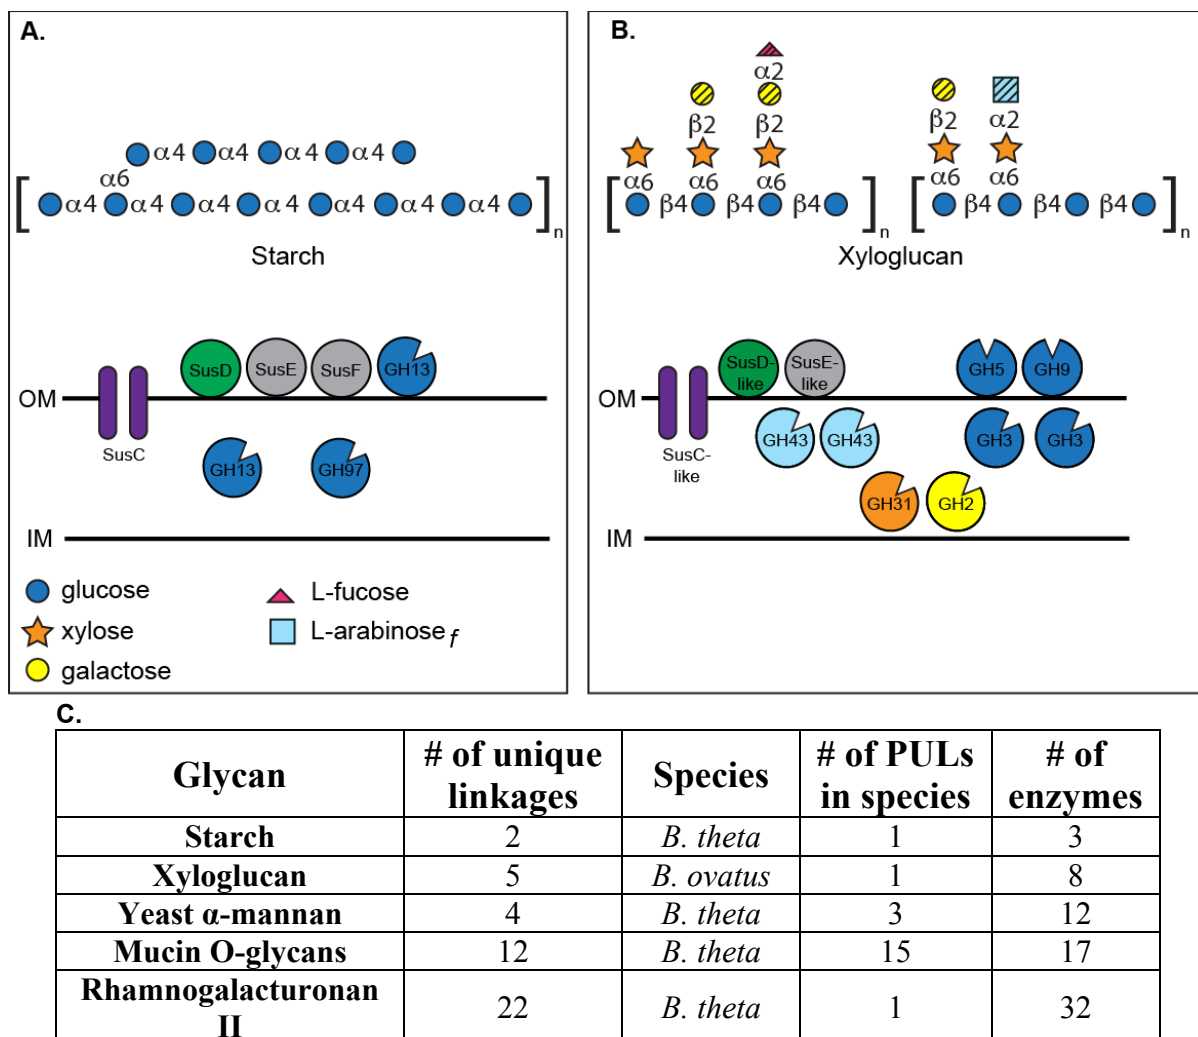 A.
α4 α4 α4 α4
α6
[ α4 α4 α4 α4 α4 α4 α4 ]n
Starch
SusD SusE SusF GH13
OM
SusC
GH13 GH97
IM
glucose
xylose
galactose
L-fucose
L-arabinose f
B.
α2
β2 β2 β2 α2
α6 α6 α6 α6 α6
[ β4 β4 β4 ]n [ β4 β4 β4 ]n
Xyloglucan
SusD-
like
SusE-
like
GH5 GH9
OM
SusC-
like
GH43 GH43 GH3 GH3
GH31 GH2
IM
C.
Glycan
# of unique
linkages
Species
# of PULs
in species
# of
enzymes
Starch 2 B. theta 1 3
Xyloglucan 5 B. ovatus 1 8
Yeast α-mannan 4 B. theta 3 12
Mucin O-glycans 12 B. theta 15 17
Rhamnogalacturonan
II
22 B. theta 1 32